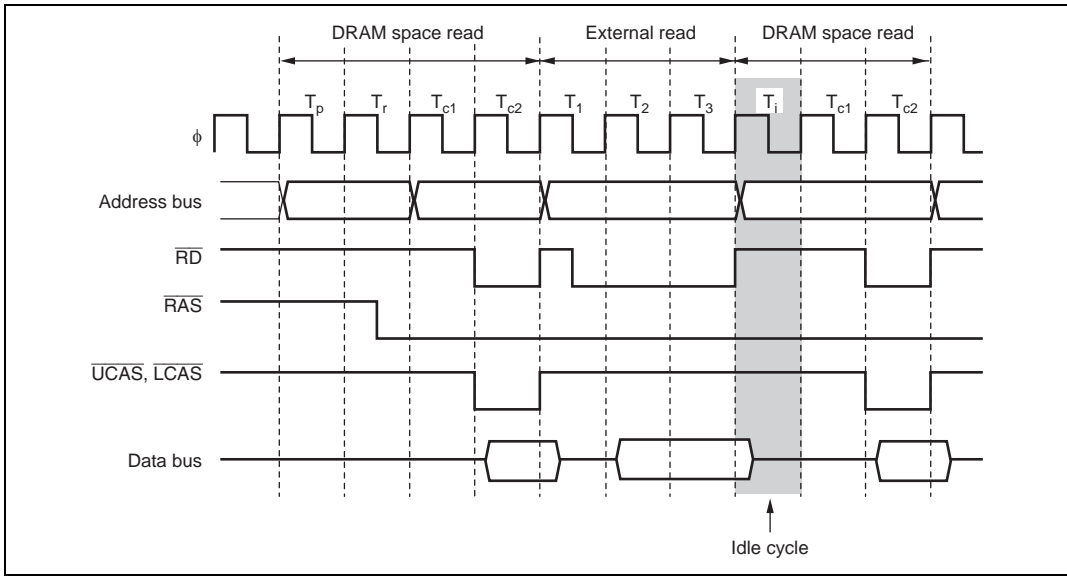 DRAM space read External read DRAM space read
Tp Tr Tc1 Tc2 T1 T2 T3 Ti Tc1 Tc2
ϕ
Address bus
RD
RAS
UCAS, LCAS
Data bus
Idle cycle